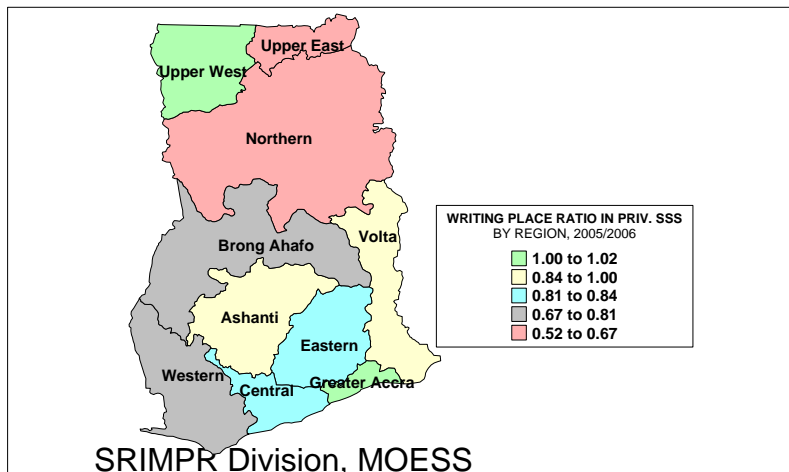 Upper East
Upper West
Northern
Volta
Brong Ahafo
Ashanti
Eastern
Western
Central
Greater Accra
WRITING PLACE RATIO IN PRIV. SSS
BY REGION, 2005/2006
1.00 to 1.02
0.84 to 1.00
0.81 to 0.84
0.67 to 0.81
0.52 to 0.67
SRIMPR Division, MOESS